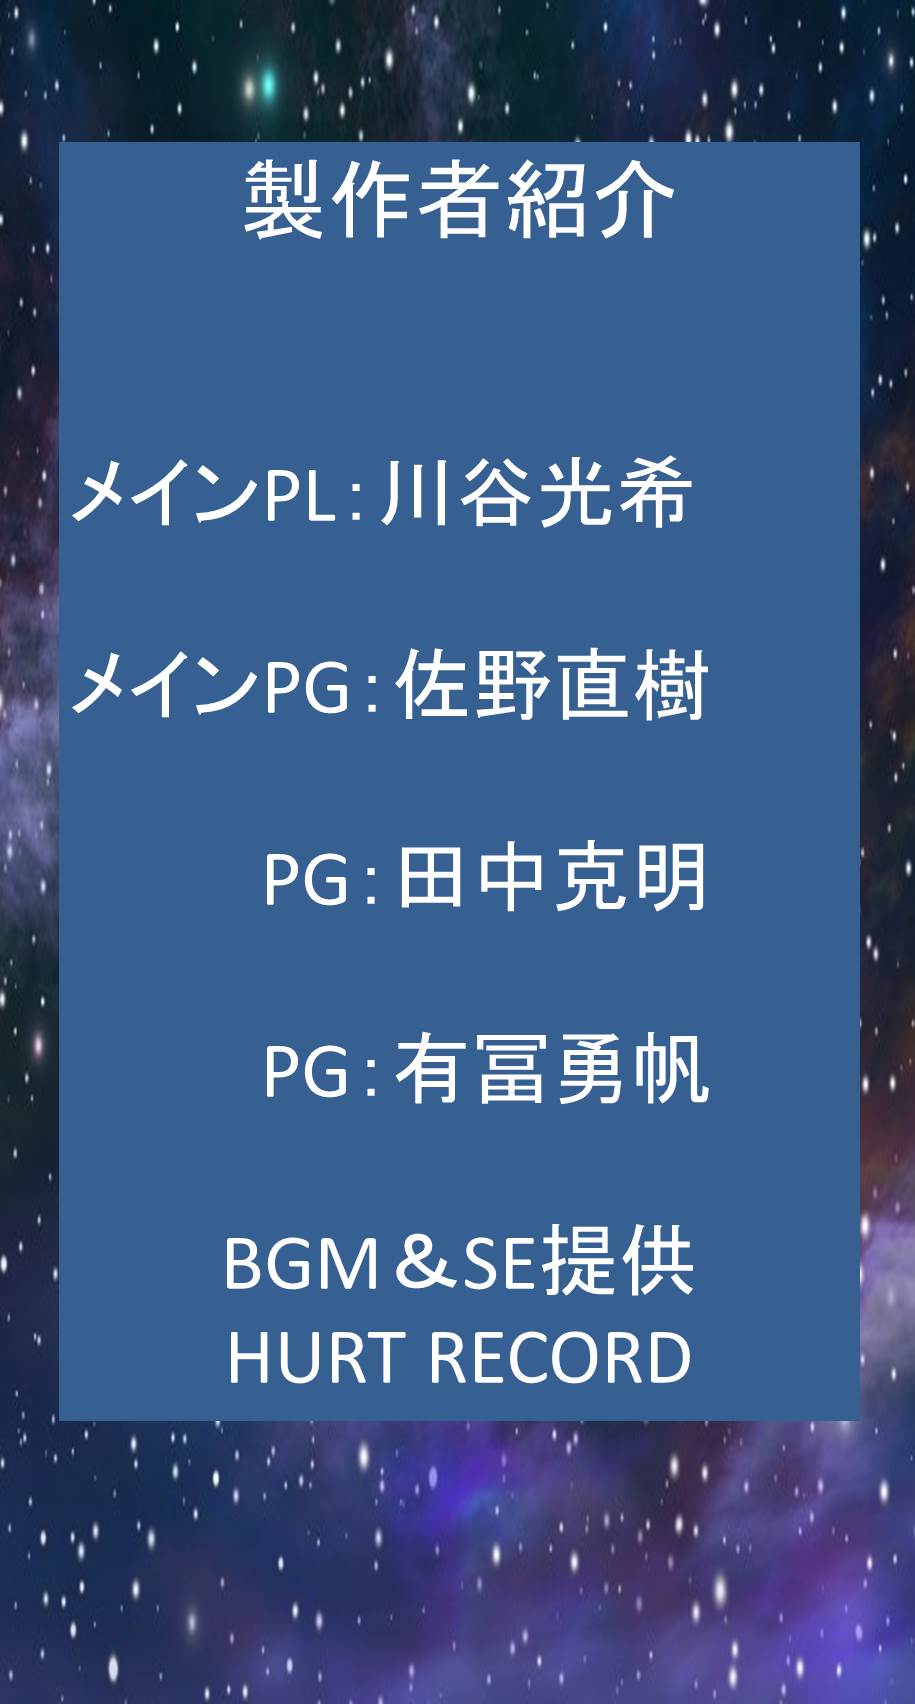 製作者紹介
メインPL：川谷光希
メインPG：佐野直樹
PG：田中克明
PG：有冨勇帆
BGM＆SE提供
HURT RECORD